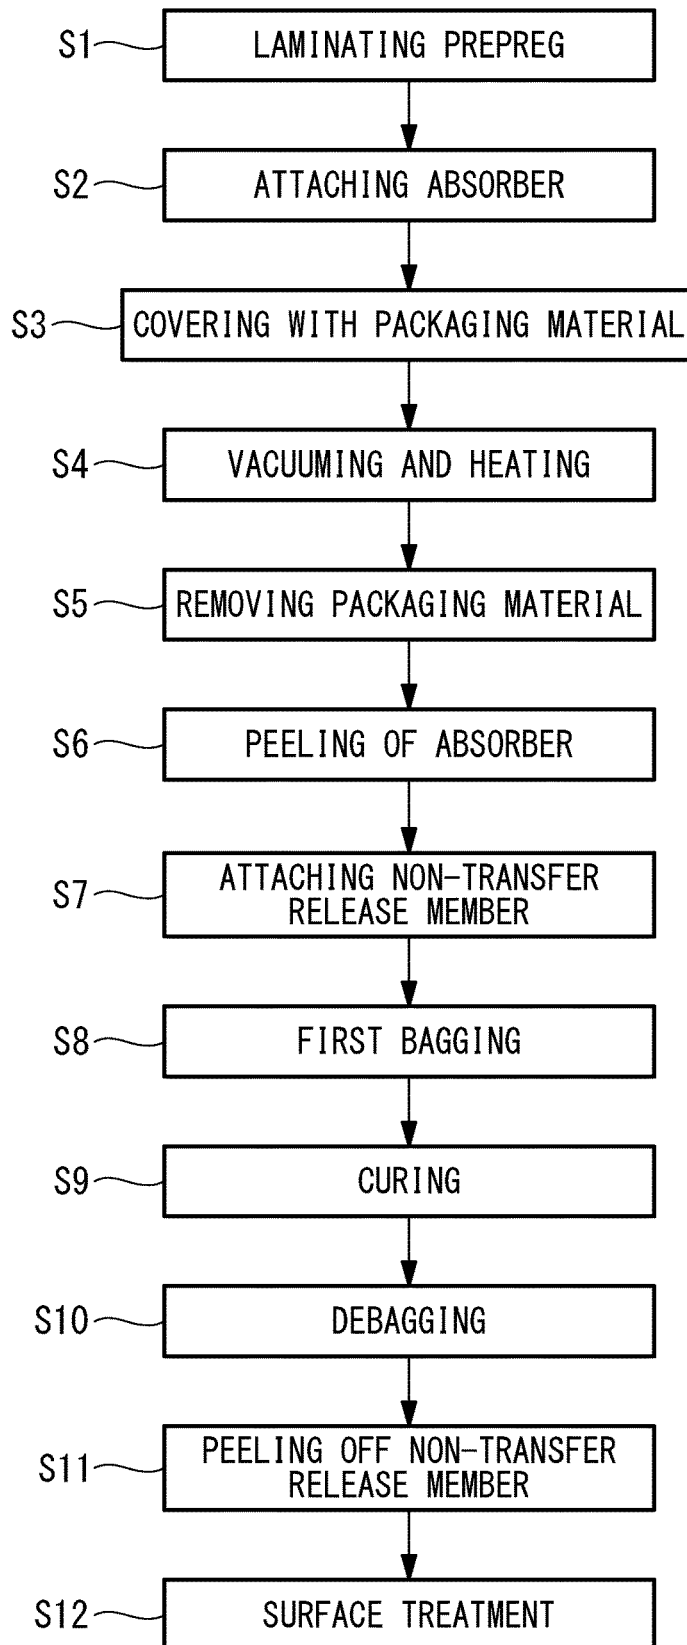 S1 LAMINATING PREPREG
S2 ATTACHING ABSORBER
S3 COVERING WITH PACKAGING MATERIAL
S4 VACUUMING AND HEATING
S5 REMOVING PACKAGING MATERIAL
S6 PEELING OF ABSORBER
S7 ATTACHING NON-TRANSFER
RELEASE MEMBER
S8 FIRST BAGGING
S9 CURING
S10 DEBAGGING
S11 PEELING OFF NON-TRANSFER
RELEASE MEMBER
S12 SURFACE TREATMENT